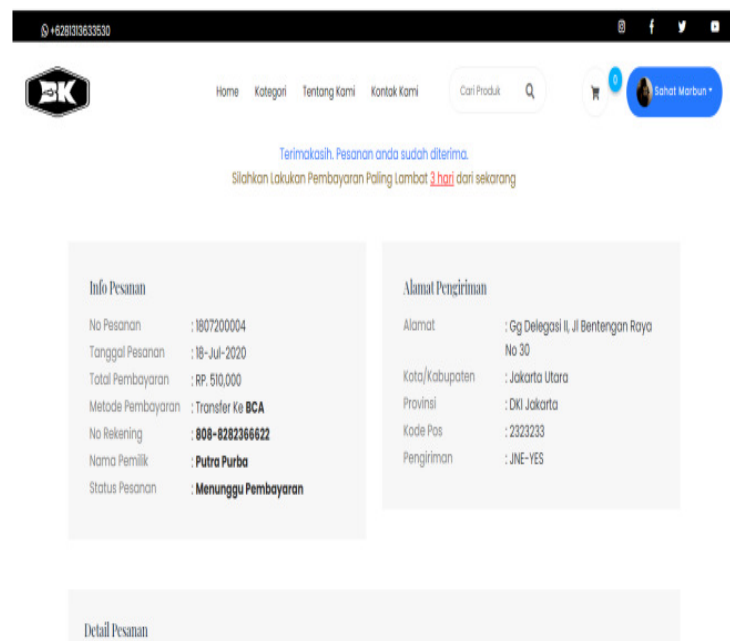 +6281313633530
BK
Home Kategori Tentang Kami Kontak Kami Cari Produk 0 Sahat Marbun
Terimakasih. Pesanan anda sudah diterima.
Silahkan Lakukan Pembayaran Paling Lambat 3 hari dari sekarang
Info Pesanan
No Pesanan : 1807200004
Tanggal Pesanan : 18-Jul-2020
Total Pembayaran : RP. 510,000
Metode Pembayaran : Transfer Ke BCA
No Rekening : 808-8282366622
Nama Pemilik : Putra Purba
Status Pesanan : Menunggu Pembayaran
Alamat Pengiriman
Alamat : Gg Delegasi II, Jl Bentengan Raya
No 30
Kota/Kabupaten : Jakarta Utara
Provinsi : DKI Jakarta
Kode Pos : 2323233
Pengiriman : JNE-YES
Detail Pesanan